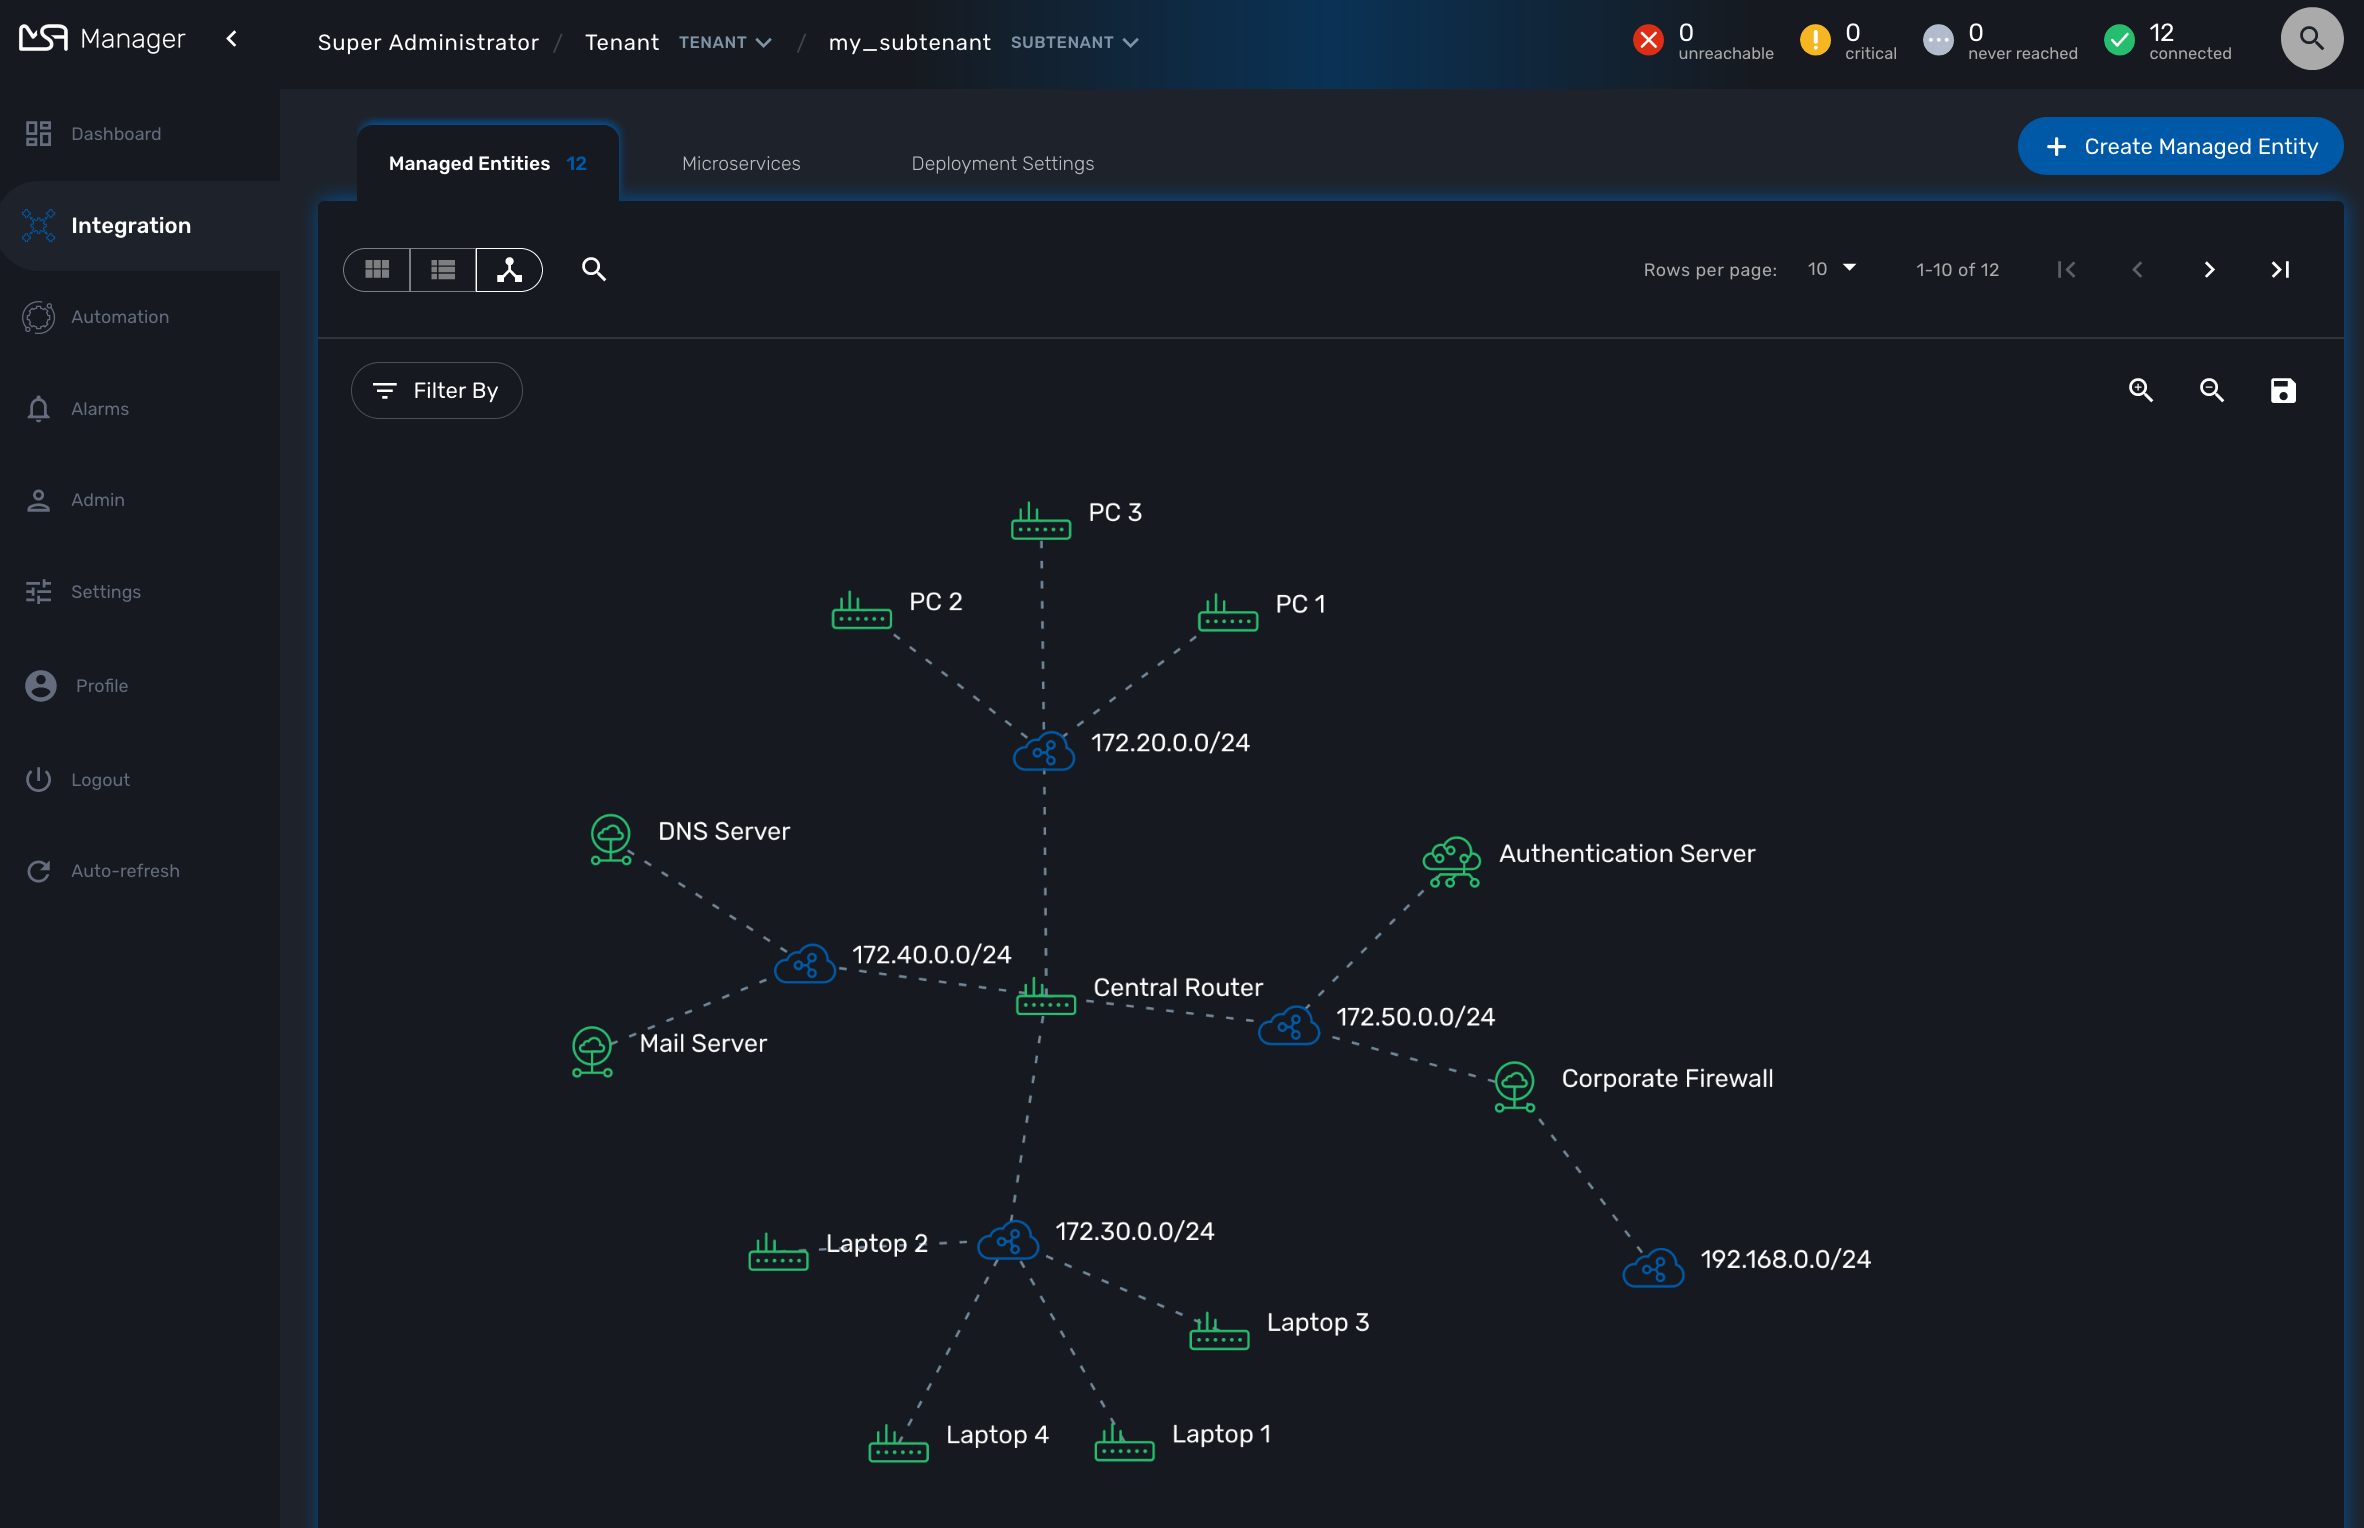 MSA Manager
Super Administrator / Tenant TENANT / my_subtenant SUBTENANT
0 unreachable
0 critical
0 never reached
12 connected
Dashboard
Integration
Automation
Alarms
Admin
Settings
Profile
Logout
Auto-refresh
Managed Entities 12
Microservices
Deployment Settings
+ Create Managed Entity
Rows per page: 10
1-10 of 12
Filter By
PC 3
PC 2
PC 1
172.20.0.0/24
DNS Server
Authentication Server
172.40.0.0/24
Central Router
172.50.0.0/24
Mail Server
Corporate Firewall
172.30.0.0/24
Laptop 2
192.168.0.0/24
Laptop 3
Laptop 4
Laptop 1